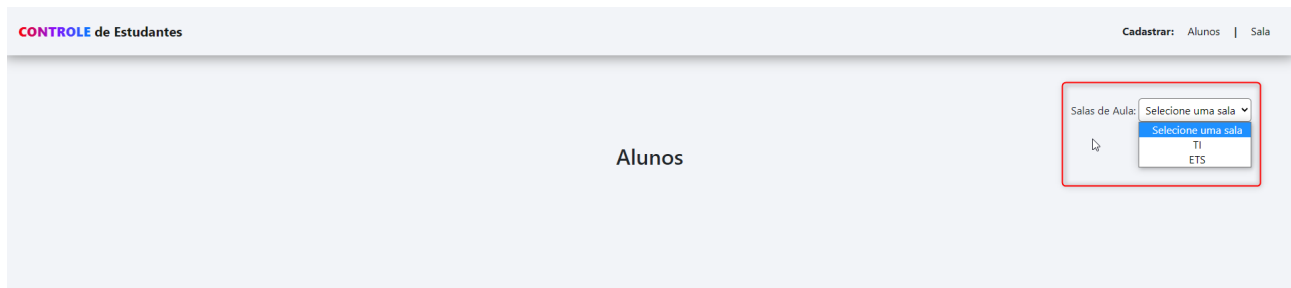 CONTROLE de Estudantes
Cadastrar: Alunos | Sala
Salas de Aula: Selecione uma sala
Selecione uma sala
TI
ETS
Alunos